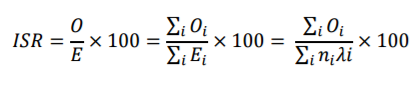 ISR = O/E × 100 = ∑ᵢ Oᵢ / ∑ᵢ Eᵢ × 100 = ∑ᵢ Oᵢ / ∑ᵢ nᵢλi × 100